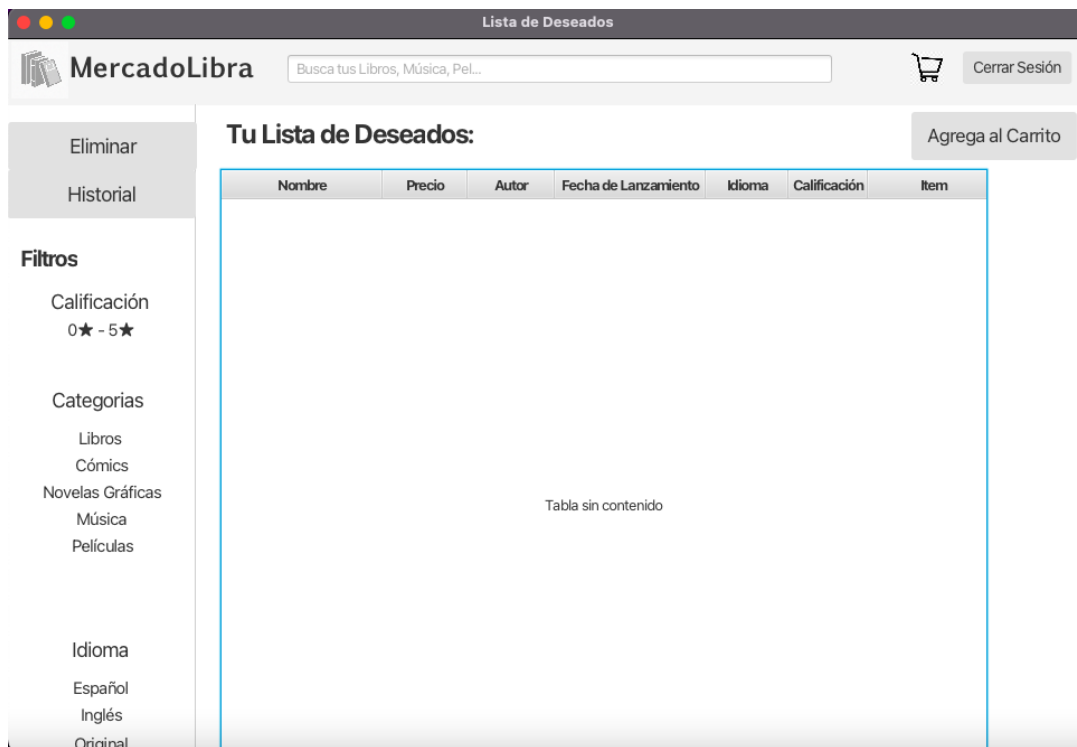 Lista de Deseados
MercadoLibra
Busca tus Libros, Música, Pel...
Cerrar Sesión
Eliminar
Historial
Tu Lista de Deseados:
Agrega al Carrito
Nombre Precio Autor Fecha de Lanzamiento Idioma Calificación Item
Tabla sin contenido
Filtros
Calificación
0★ - 5★
Categorias
Libros
Cómics
Novelas Gráficas
Música
Películas
Idioma
Español
Inglés
Original